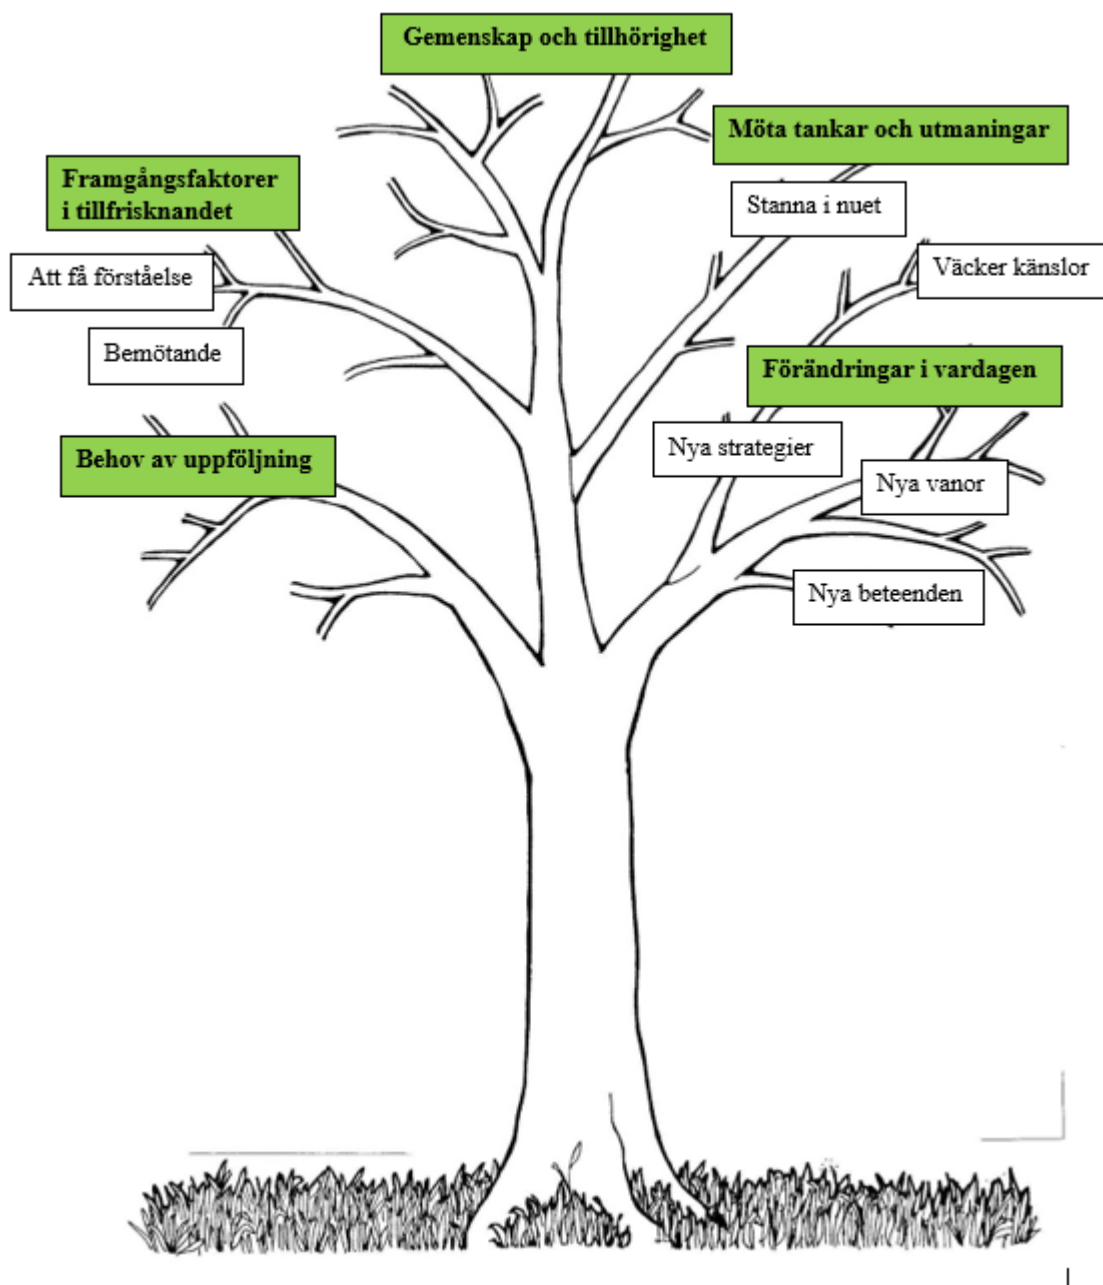 Gemenskap och tillhörighet
Möta tankar och utmaningar
Framgångsfaktorer
i tillfrisknandet
Stanna i nuet
Att få förståelse
Väcker känslor
Bemötande
Förändringar i vardagen
Behov av uppföljning
Nya strategier
Nya vanor
Nya beteenden